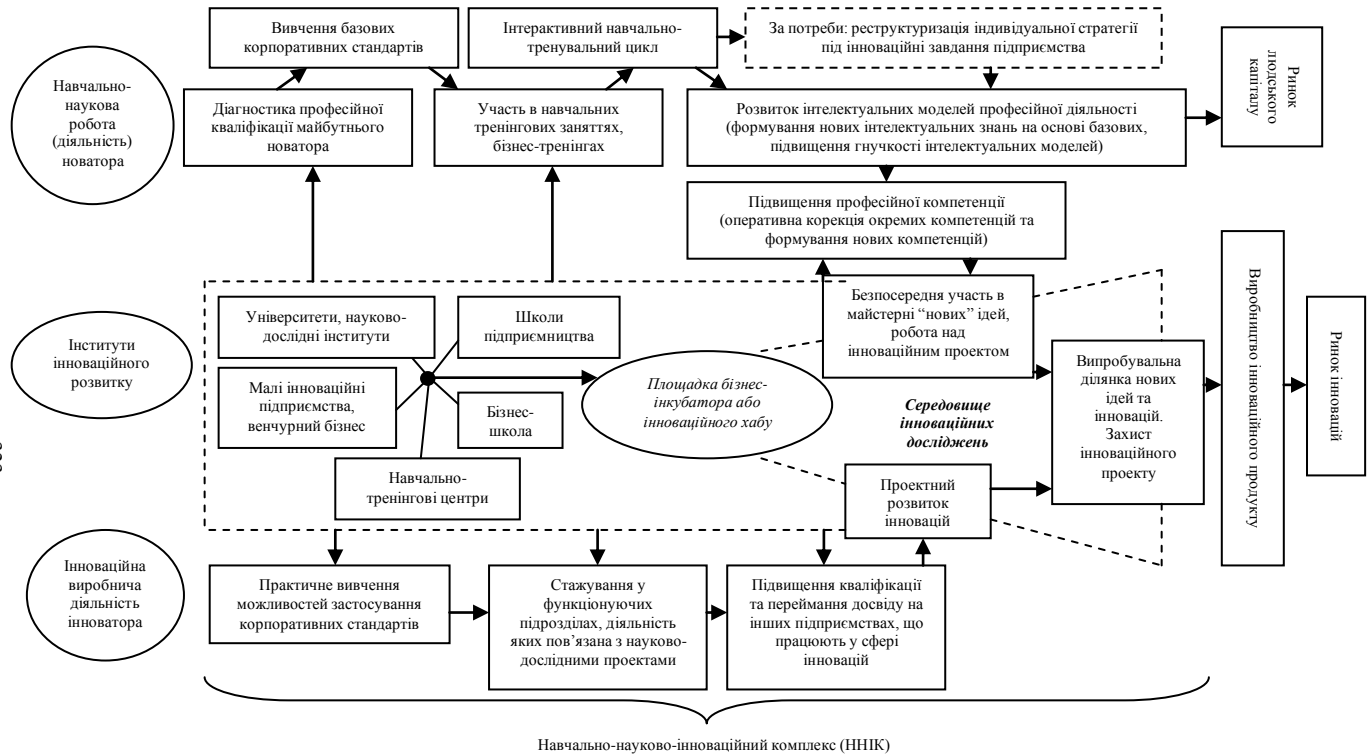 Вивчення базових
корпоративних стандартів
Інтерактивний навчально-
тренувальний цикл
За потреби: реструктуризація індивідуальної стратегії
під інноваційні завдання підприємства
Навчально-
наукова
робота
(діяльність)
новатора
Діагностика професійної
кваліфікації майбутнього
новатора
Участь в навчальних
тренінгових заняттях,
бізнес-тренінгах
Розвиток інтелектуальних моделей професійної діяльності
(формування нових інтелектуальних знань на основі базових,
підвищення гнучкості інтелектуальних моделей)
Ринок
людського
капіталу
Підвищення професійної компетенції
(оперативна корекція окремих компетенцій та
формування нових компетенцій)
Інститути
інноваційного
розвитку
Університети, науково-
дослідні інститути
Школи
підприємництва
Малі інноваційні
підприємства,
венчурний бізнес
Бізнес-
школа
Навчально-
тренінгові центри
Площадка бізнес-
інкубатора або
інноваційного хабу
Безпосередня участь в
майстерні “нових” ідей,
робота над
інноваційним проектом
Середовище
інноваційних
досліджень
Проектний
розвиток
інновацій
Випробувальна
ділянка нових
ідей та
інновацій.
Захист
інноваційного
проекту
Виробництво інноваційного продукту
Ринок інновацій
Інноваційна
виробнича
діяльність
інноватора
Практичне вивчення
можливостей застосування
корпоративних стандартів
Стажування у
функціонуючих
підрозділах, діяльність
яких пов’язана з науково-
дослідними проектами
Підвищення кваліфікації
та переймання досвіду на
інших підприємствах, що
працюють у сфері
інновацій
Навчально-науково-інноваційний комплекс (ННІК)